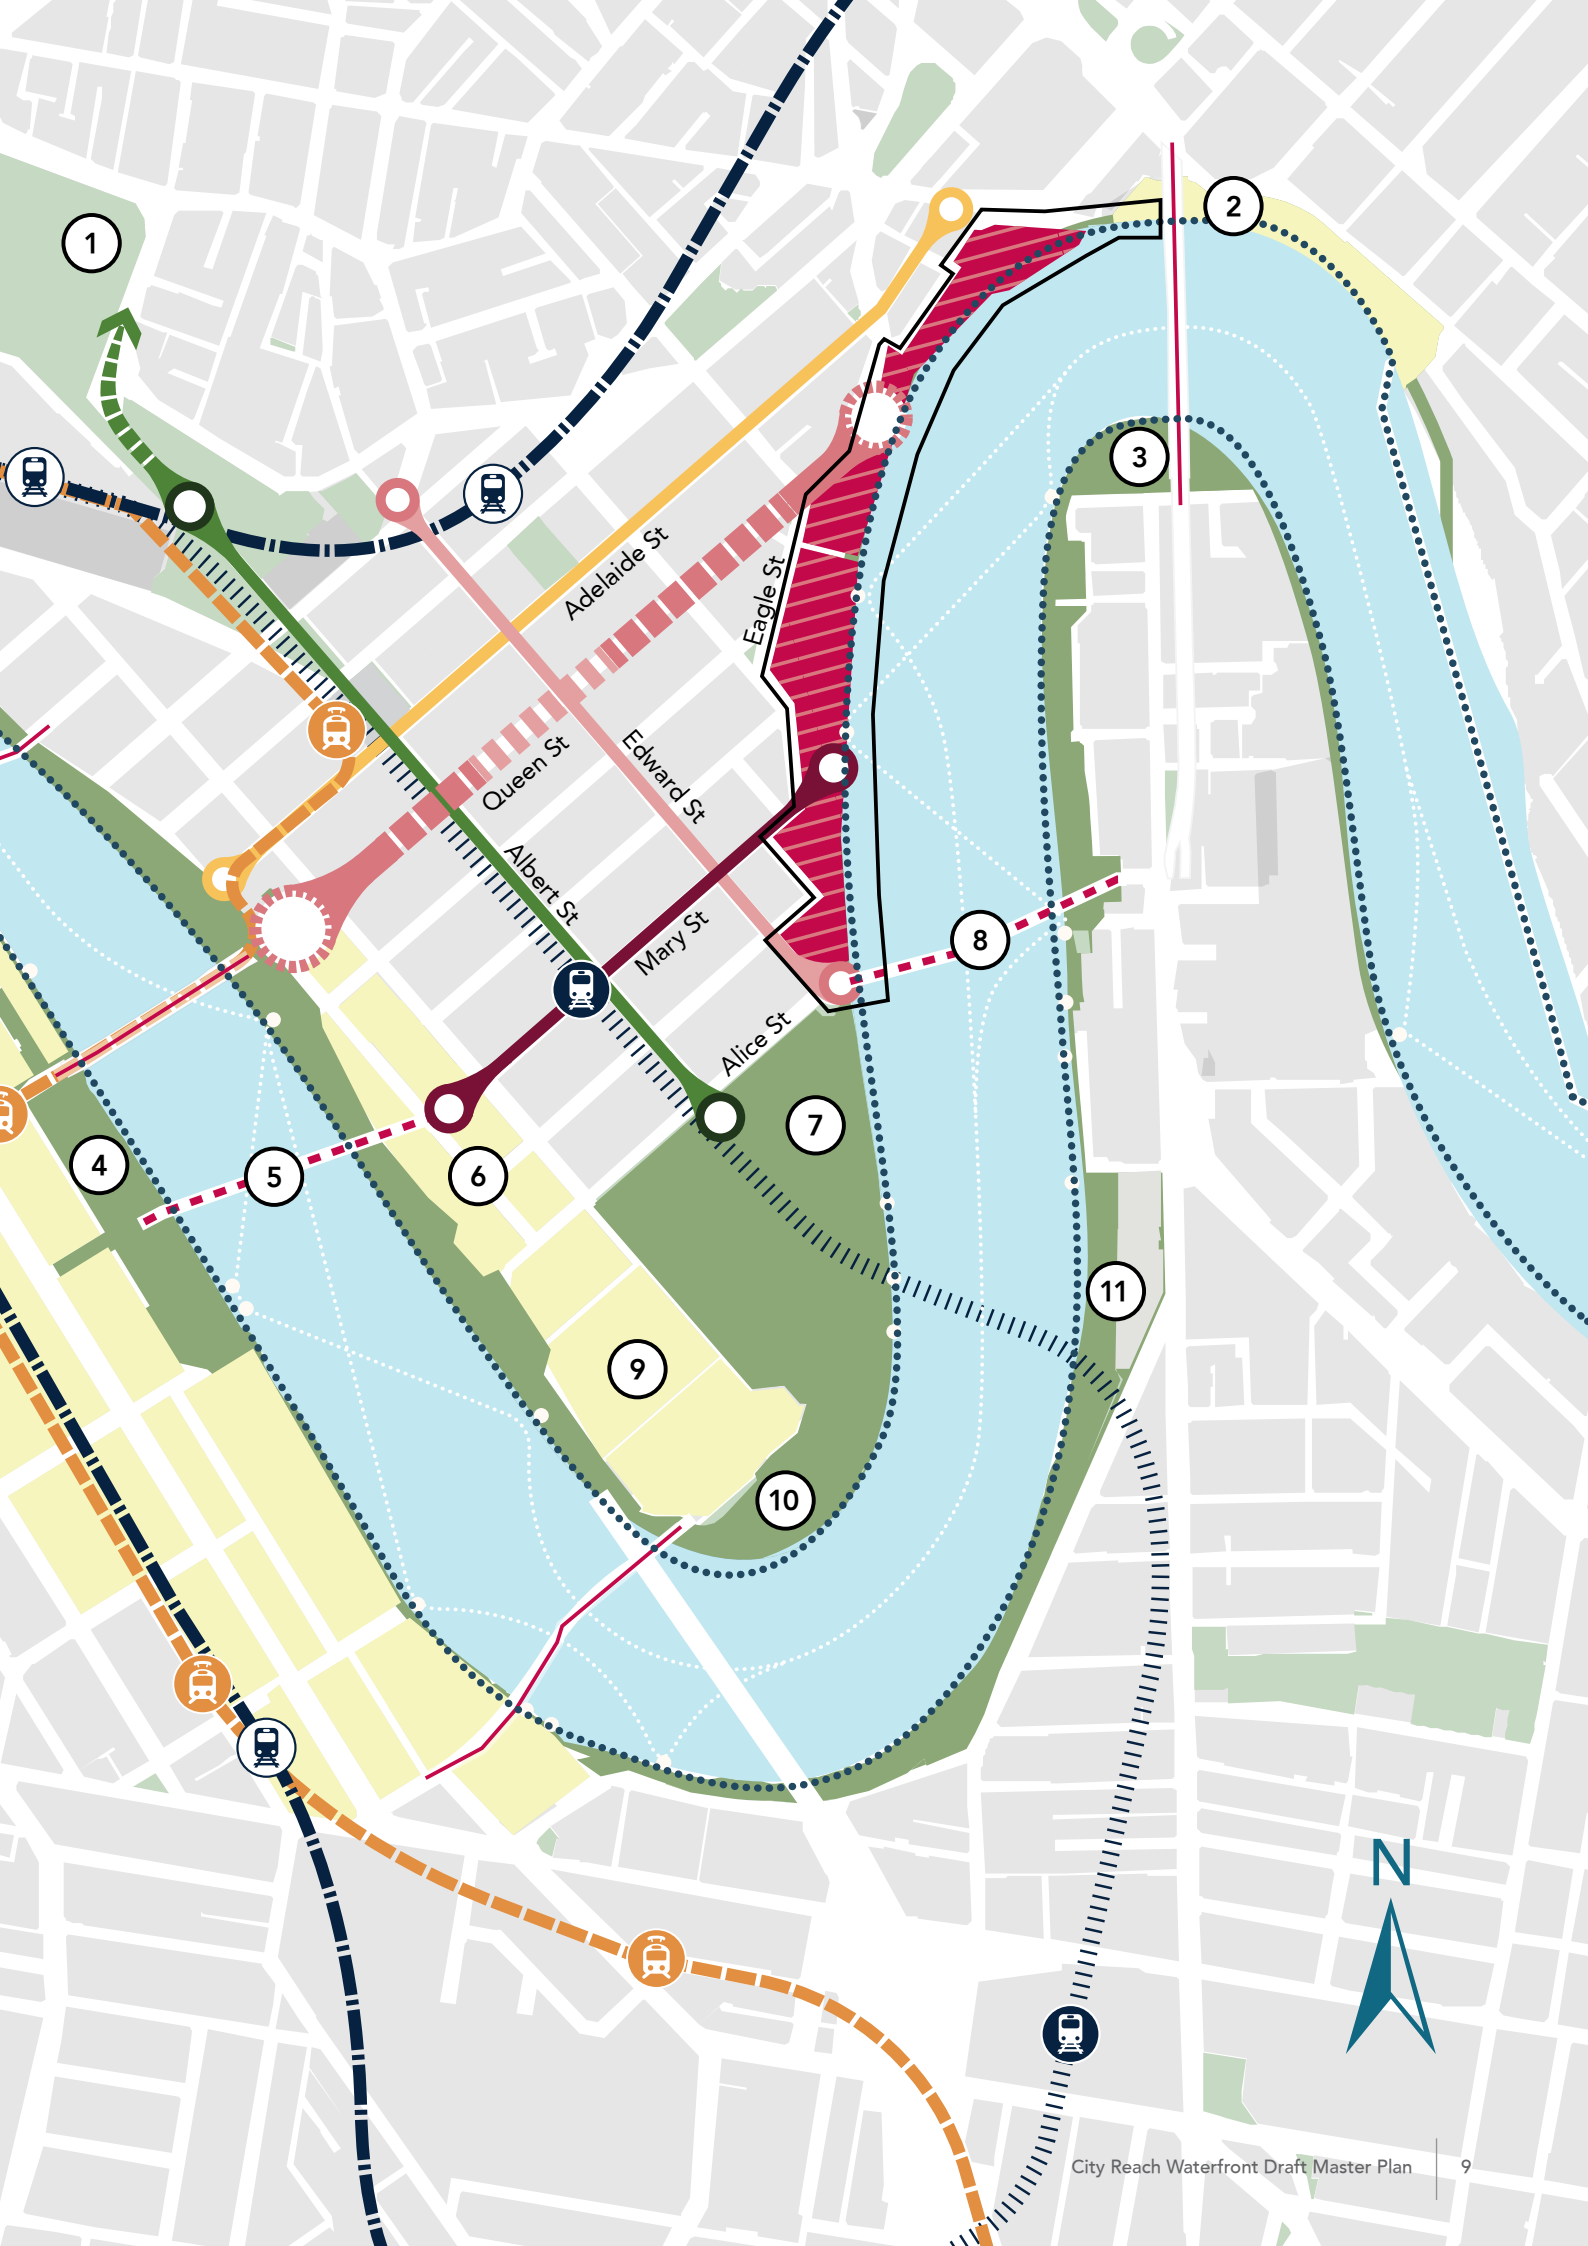 1
2
3
Adelaide St
Eagle St
Queen St
Edward St
Albert St
Mary St
8
Alice St
7
4
5
6
11
9
10
N
City Reach Waterfront Draft Master Plan
9